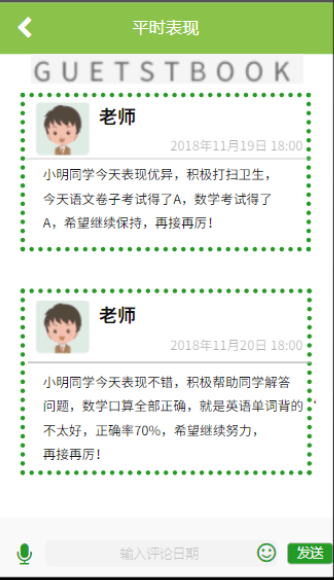 平时表现
GUETSTBOOK
老师
2018年11月19日 18:00
小明同学今天表现优异，积极打扫卫生，
今天语文卷子考试得了A，数学考试得了
A，希望继续保持，再接再厉！
老师
2018年11月20日 18:00
小明同学今天表现不错，积极帮助同学解答
问题，数学口算全部正确，就是英语单词背的
不太好，正确率70%，希望继续努力，
再接再厉！
输入评论日期
发送